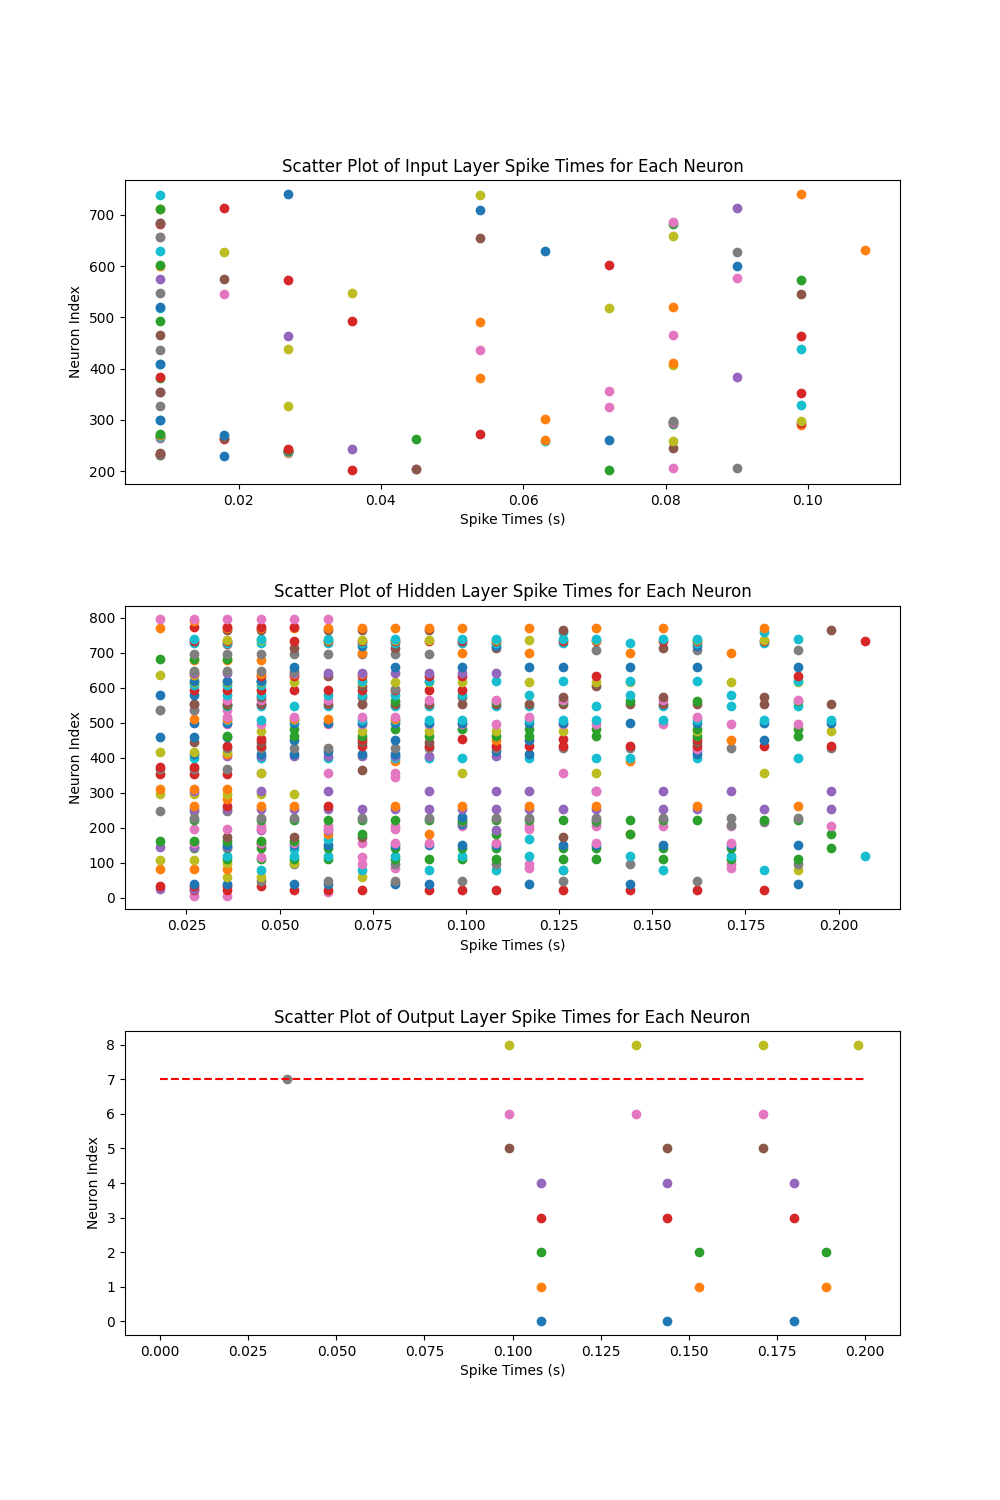 Scatter Plot of Input Layer Spike Times for Each Neuron
Neuron Index
700
600
500
400
300
200
0.02 0.04 0.06 0.08 0.10
Spike Times (s)
Scatter Plot of Hidden Layer Spike Times for Each Neuron
Neuron Index
800
700
600
500
400
300
200
100
0
0.025 0.050 0.075 0.100 0.125 0.150 0.175 0.200
Spike Times (s)
Scatter Plot of Output Layer Spike Times for Each Neuron
Neuron Index
8
7
6
5
4
3
2
1
0
0.000 0.025 0.050 0.075 0.100 0.125 0.150 0.175 0.200
Spike Times (s)